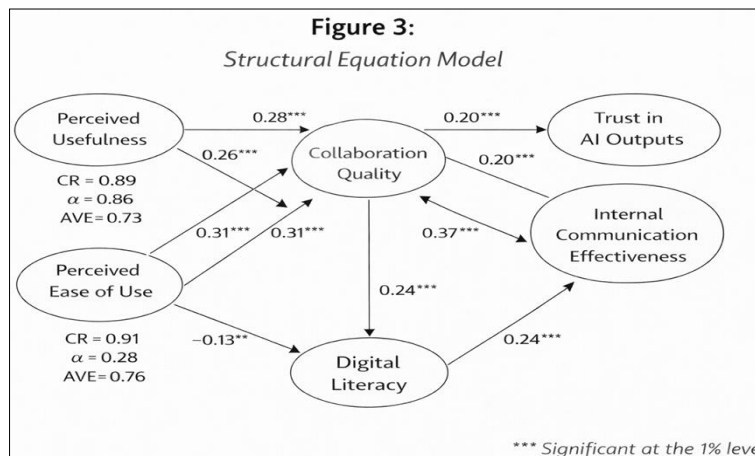 Figure 3:
Structural Equation Model
Perceived
Usefulness
CR = 0.89
α = 0.86
AVE = 0.73
0.28***
0.26***
Collaboration
Quality
0.20***
Trust in
AI Outputs
0.20***
Internal
Communication
Effectiveness
0.31***
0.31***
0.37***
Perceived
Ease of Use
CR = 0.91
α = 0.28
AVE = 0.76
−0.13**
0.24***
Digital
Literacy
0.24***
*** Significant at the 1% leve